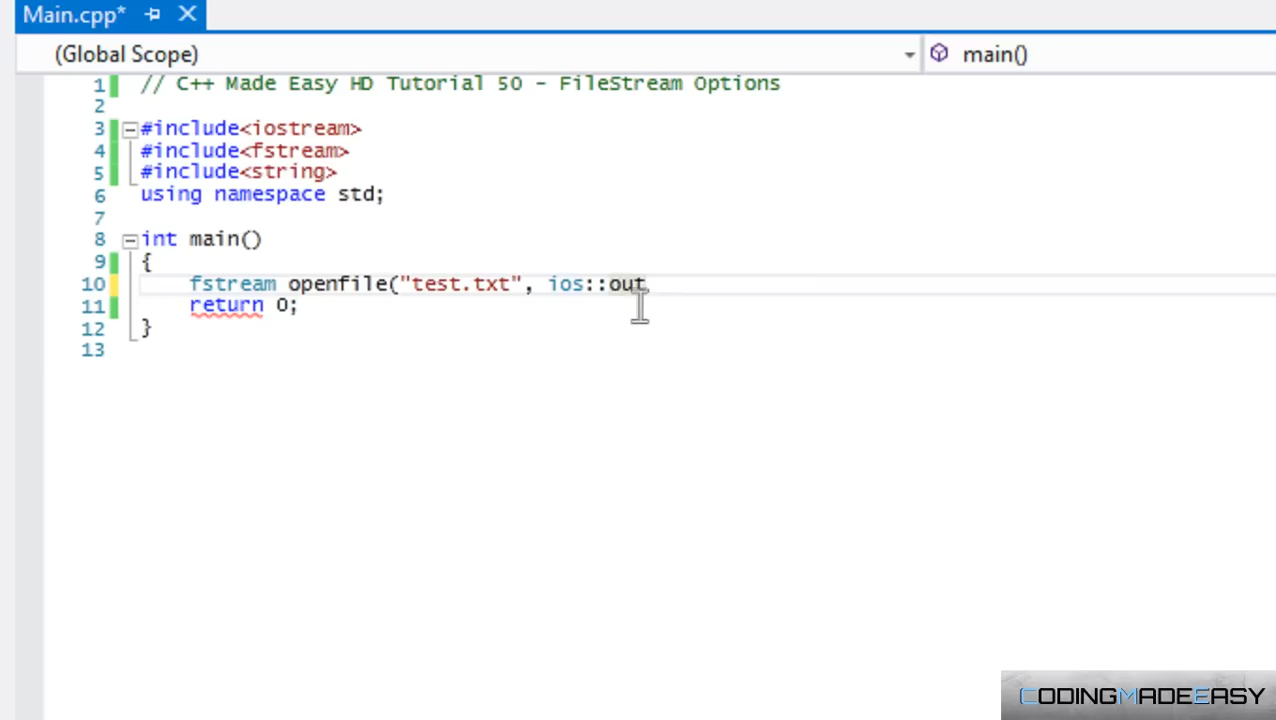 Main.cpp*
(Global Scope) main()
1 // C++ Made Easy HD Tutorial 50 - FileStream Options
2
3 #include<iostream>
4 #include<fstream>
5 #include<string>
6 using namespace std;
7
8 int main()
9 {
10 fstream openfile("test.txt", ios::out
11 return 0;
12 }
13
CODINGMADEEASY